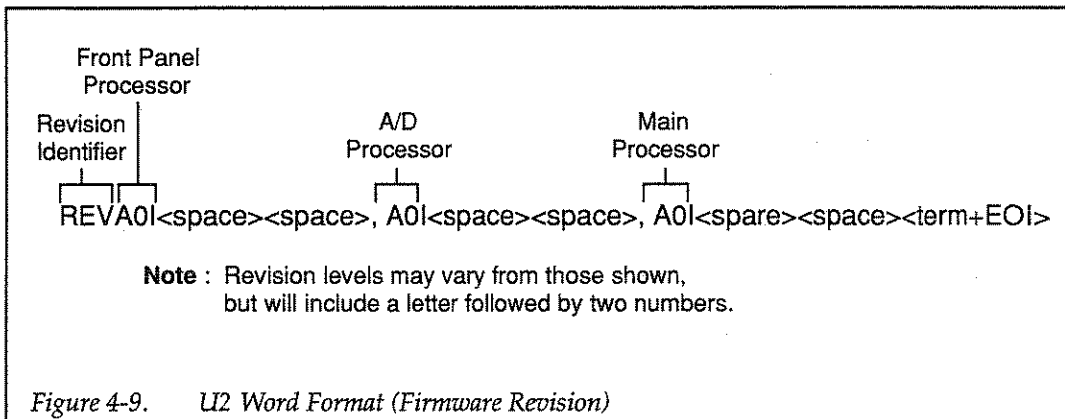 Front Panel
Processor
Revision
Identifier
A/D
Processor
Main
Processor
REVA0I<space><space>, A0I<space><space>, A0I<spare><space><term+EOI>
Note : Revision levels may vary from those shown,
but will include a letter followed by two numbers.
Figure 4-9. U2 Word Format (Firmware Revision)